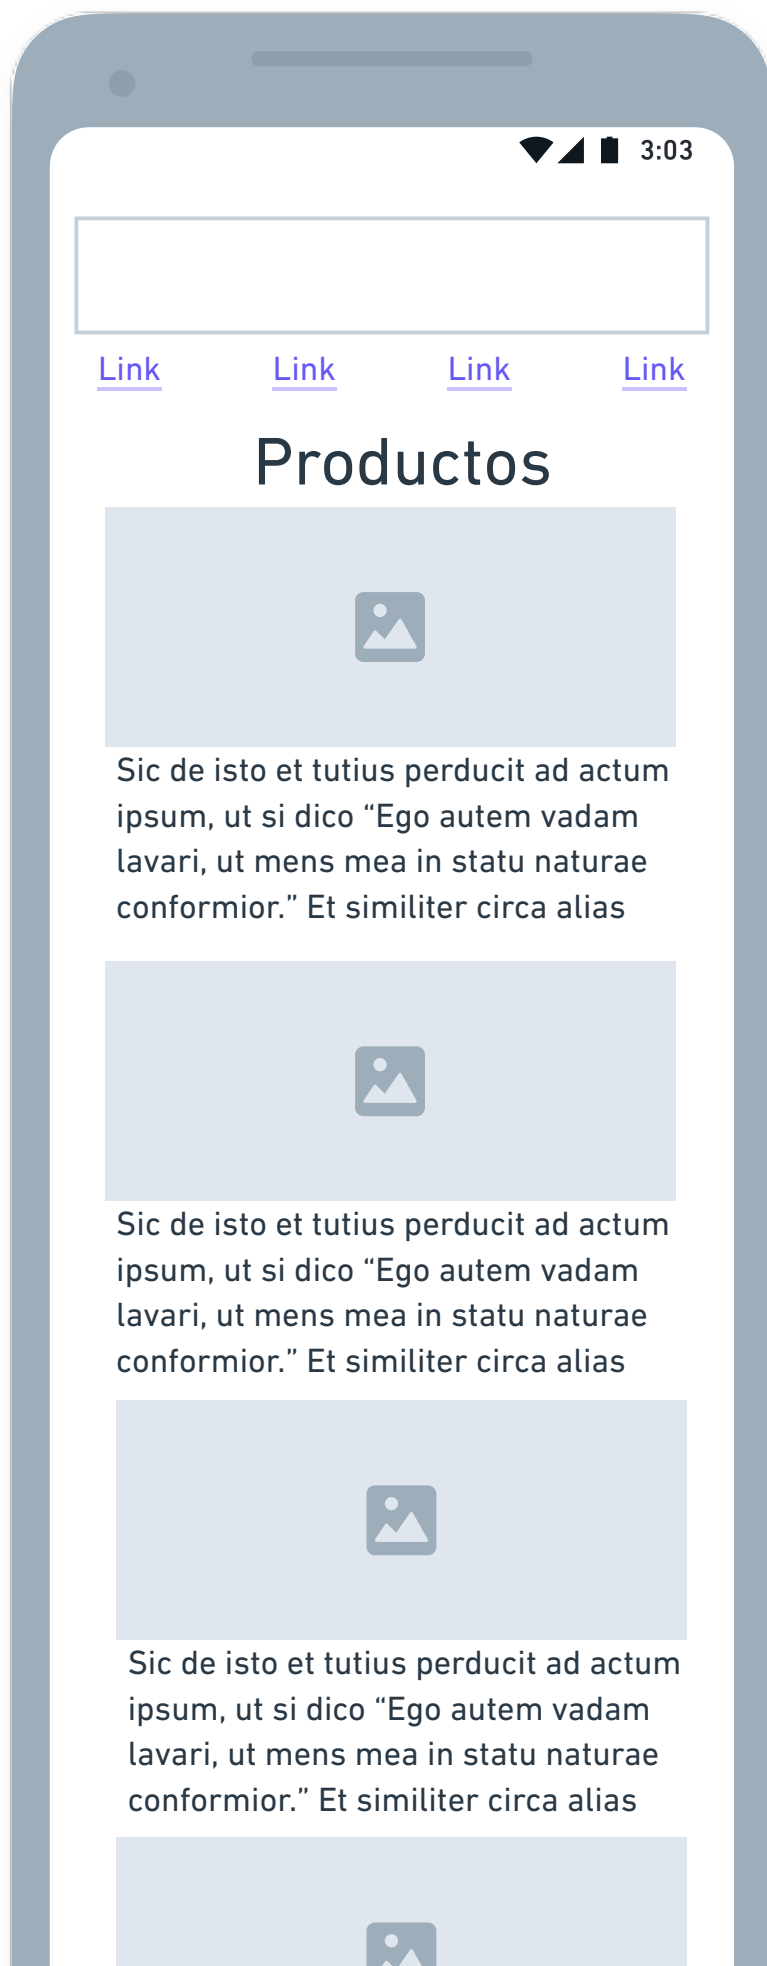 3:03
Link Link Link Link
Productos
Sic de isto et tutius perducit ad actum
ipsum, ut si dico “Ego autem vadam
lavari, ut mens mea in statu naturae
conformior.” Et similiter circa alias
Sic de isto et tutius perducit ad actum
ipsum, ut si dico “Ego autem vadam
lavari, ut mens mea in statu naturae
conformior.” Et similiter circa alias
Sic de isto et tutius perducit ad actum
ipsum, ut si dico “Ego autem vadam
lavari, ut mens mea in statu naturae
conformior.” Et similiter circa alias